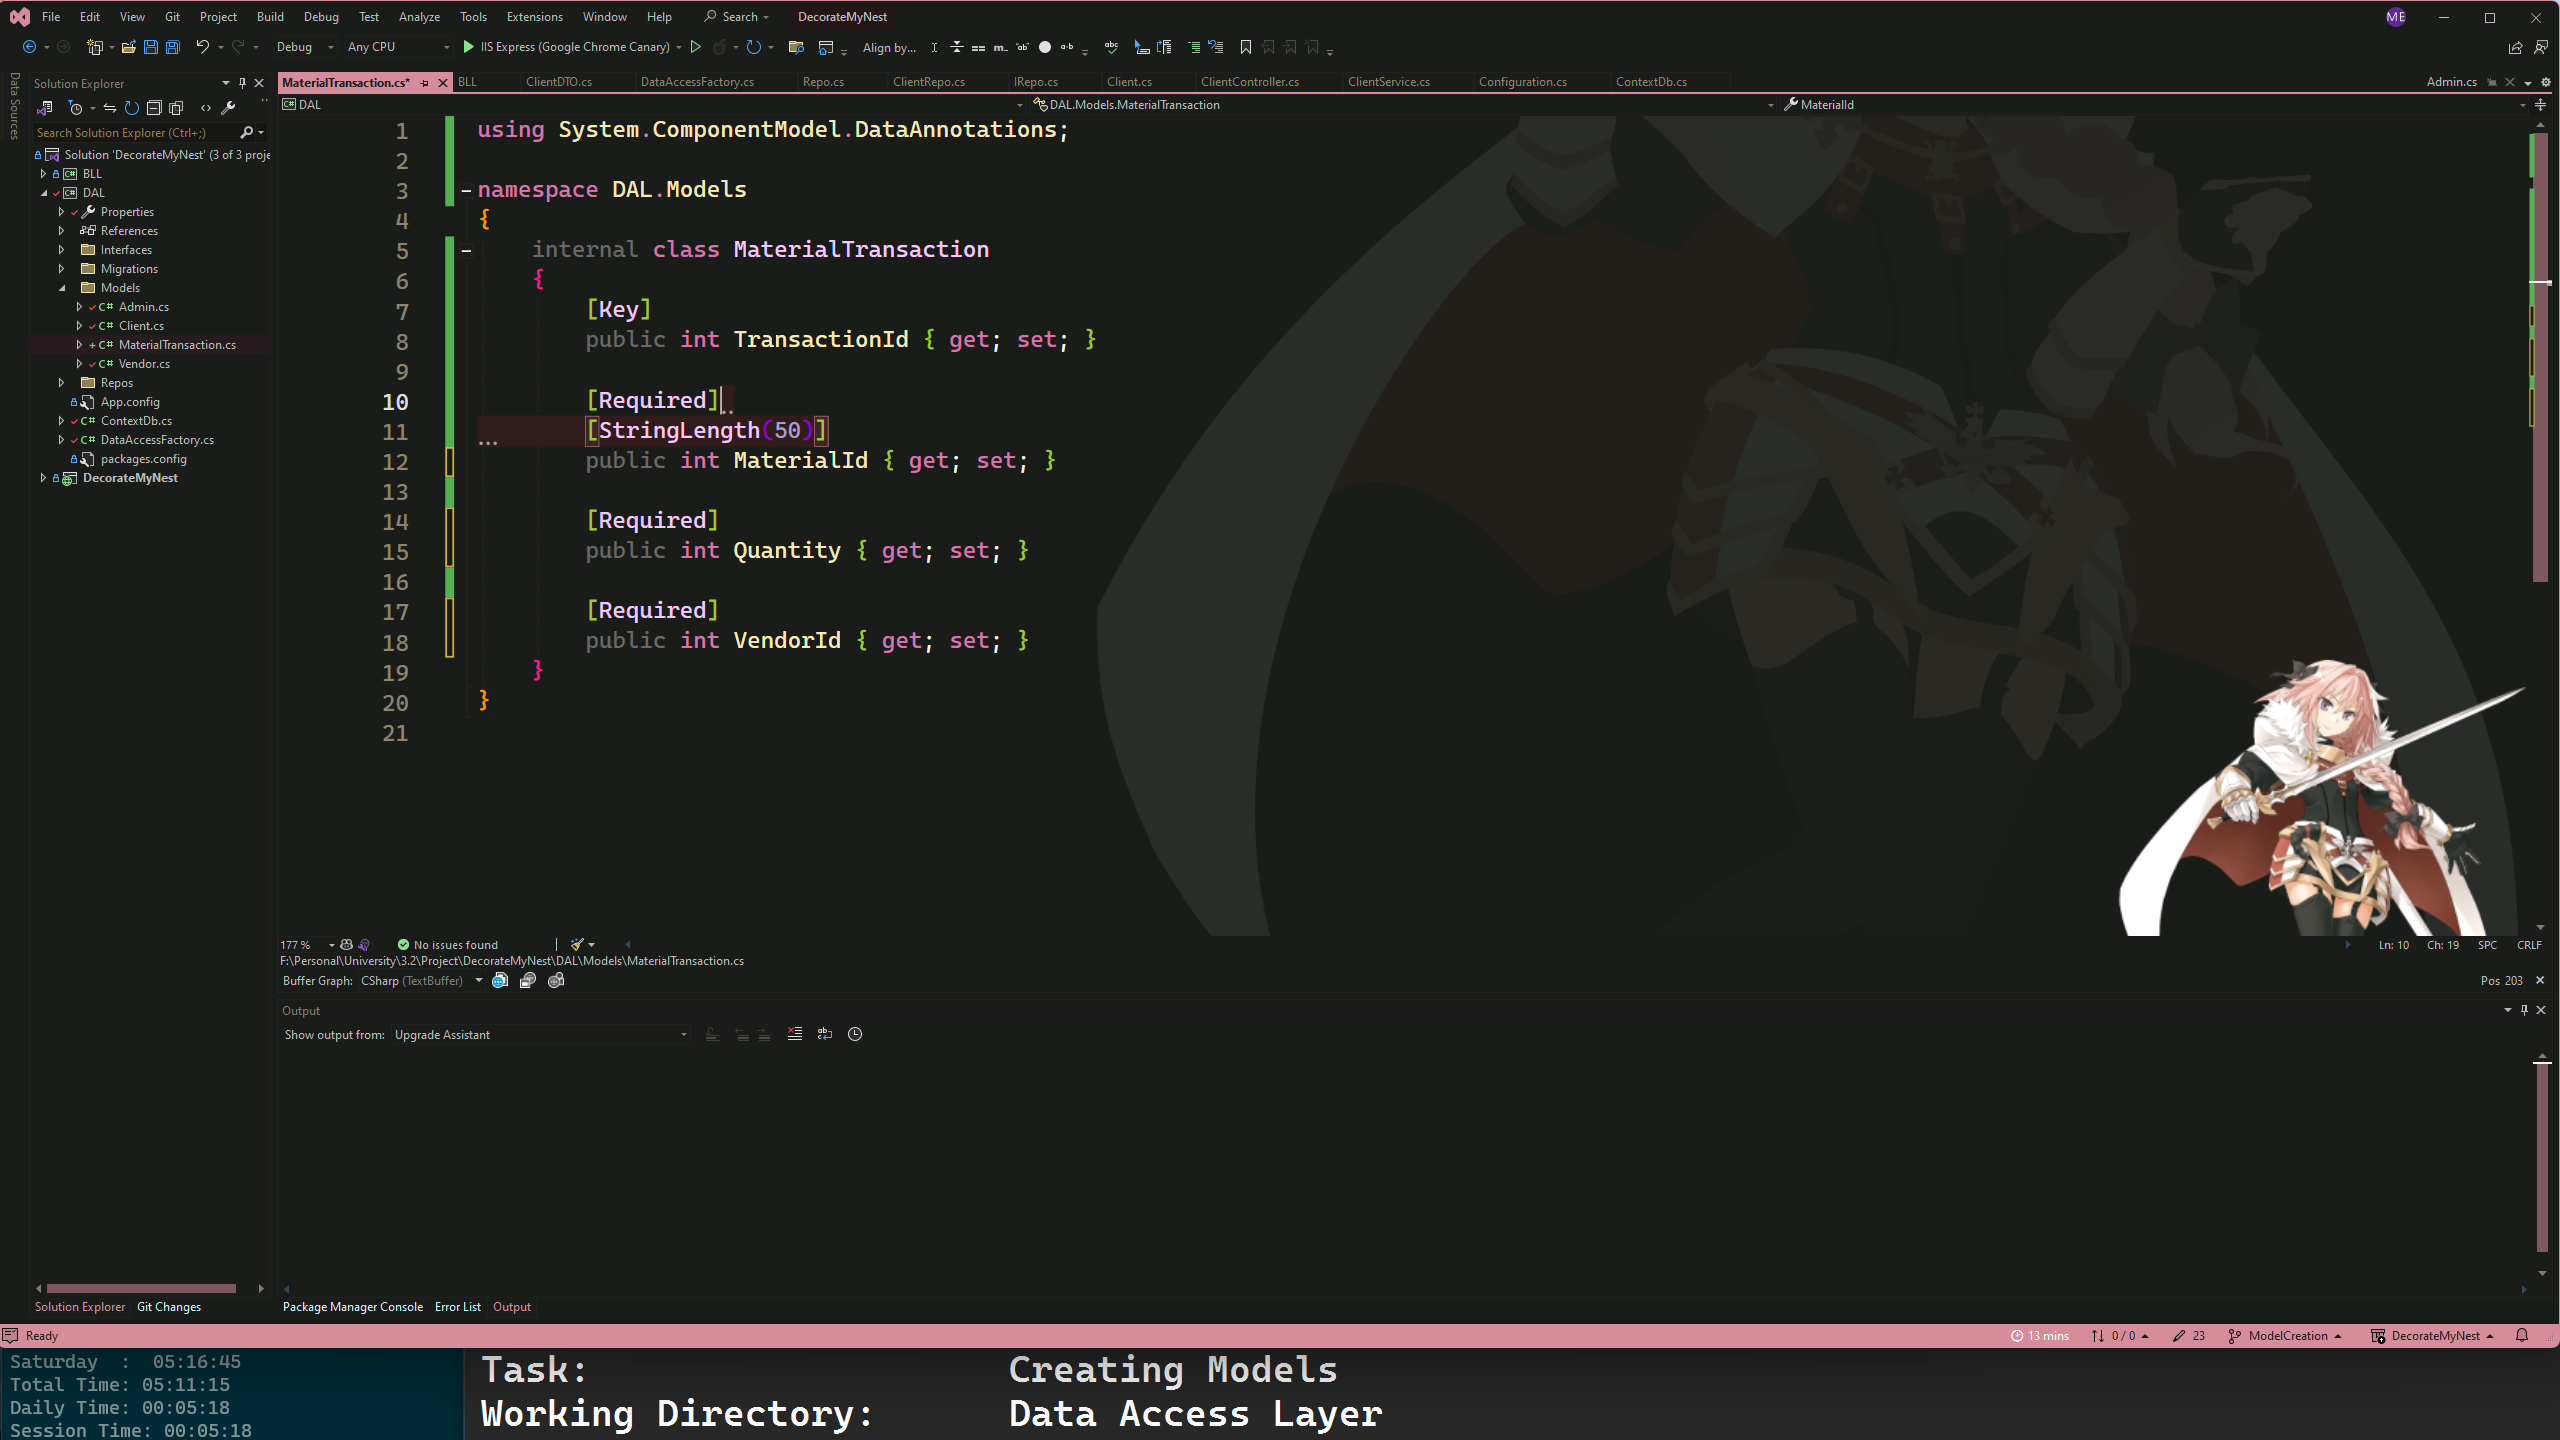 File Edit View Git Project Build Debug Test Analyze Tools Extensions Window Help Search DecorateMyNest ME
Debug Any CPU IIS Express (Google Chrome Canary) Align by...
Data Sources
Solution Explorer
MaterialTransaction.cs* BLL ClientDTO.cs DataAccessFactory.cs Repo.cs ClientRepo.cs IRepo.cs Client.cs ClientController.cs ClientService.cs Configuration.cs ContextDb.cs Admin.cs
DAL DAL.Models.MaterialTransaction MaterialId
Search Solution Explorer (Ctrl+;)
Solution 'DecorateMyNest' (3 of 3 proje
BLL
DAL
Properties
References
Interfaces
Migrations
Models
Admin.cs
Client.cs
MaterialTransaction.cs
Vendor.cs
Repos
App.config
ContextDb.cs
DataAccessFactory.cs
packages.config
DecorateMyNest
1 using System.ComponentModel.DataAnnotations;
2
3 namespace DAL.Models
4 {
5 internal class MaterialTransaction
6 {
7 [Key]
8 public int TransactionId { get; set; }
9
10 [Required]
11 [StringLength(50)]
12 public int MaterialId { get; set; }
13
14 [Required]
15 public int Quantity { get; set; }
16
17 [Required]
18 public int VendorId { get; set; }
19 }
20 }
21
177 % No issues found Ln: 10 Ch: 19 SPC CRLF
F:\Personal\University\3.2\Project\DecorateMyNest\DAL\Models\MaterialTransaction.cs
Buffer Graph: CSharp (TextBuffer) Pos 203
Output
Show output from: Upgrade Assistant
Solution Explorer Git Changes Package Manager Console Error List Output
Ready 13 mins 0 / 0 23 ModelCreation DecorateMyNest
Saturday : 05:16:45
Total Time: 05:11:15
Daily Time: 00:05:18
Session Time: 00:05:18
Task: Creating Models
Working Directory: Data Access Layer